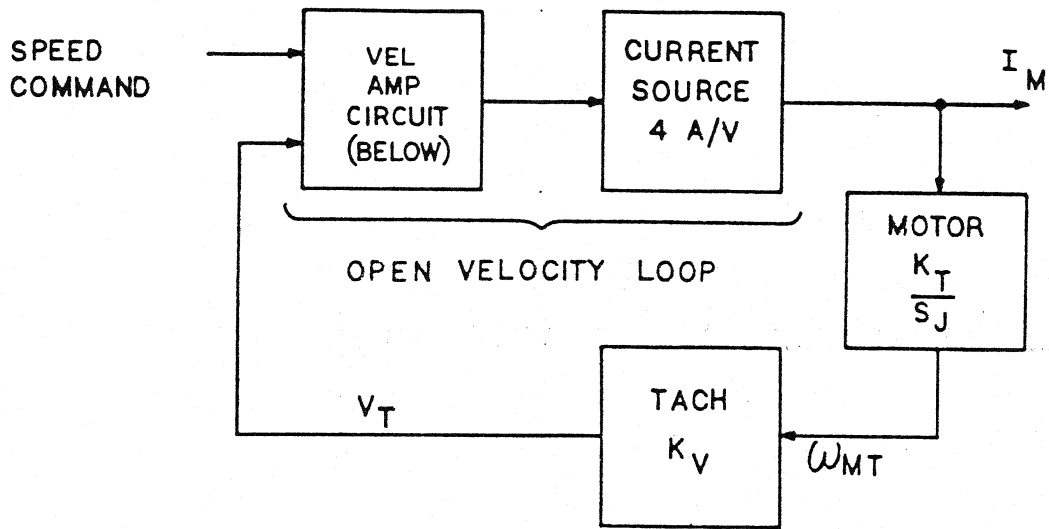 SPEED
COMMAND
VEL
AMP
CIRCUIT
(BELOW)
CURRENT
SOURCE
4 A/V
I_M
OPEN VELOCITY LOOP
MOTOR
K_T
S_J
V_T
TACH
K_V
ω_MT